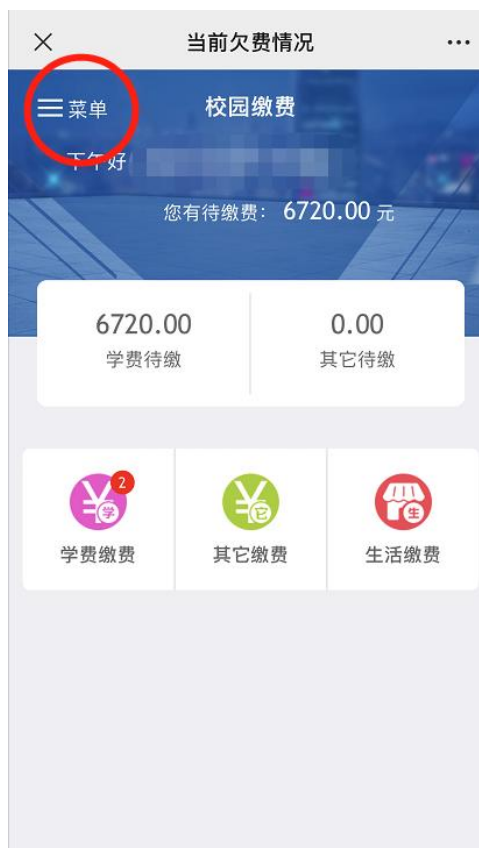 当前欠费情况
菜单 校园缴费
下午好
您有待缴费： 6720.00 元
6720.00 0.00
学费待缴 其它待缴
2
学 它 生
学费缴费 其它缴费 生活缴费